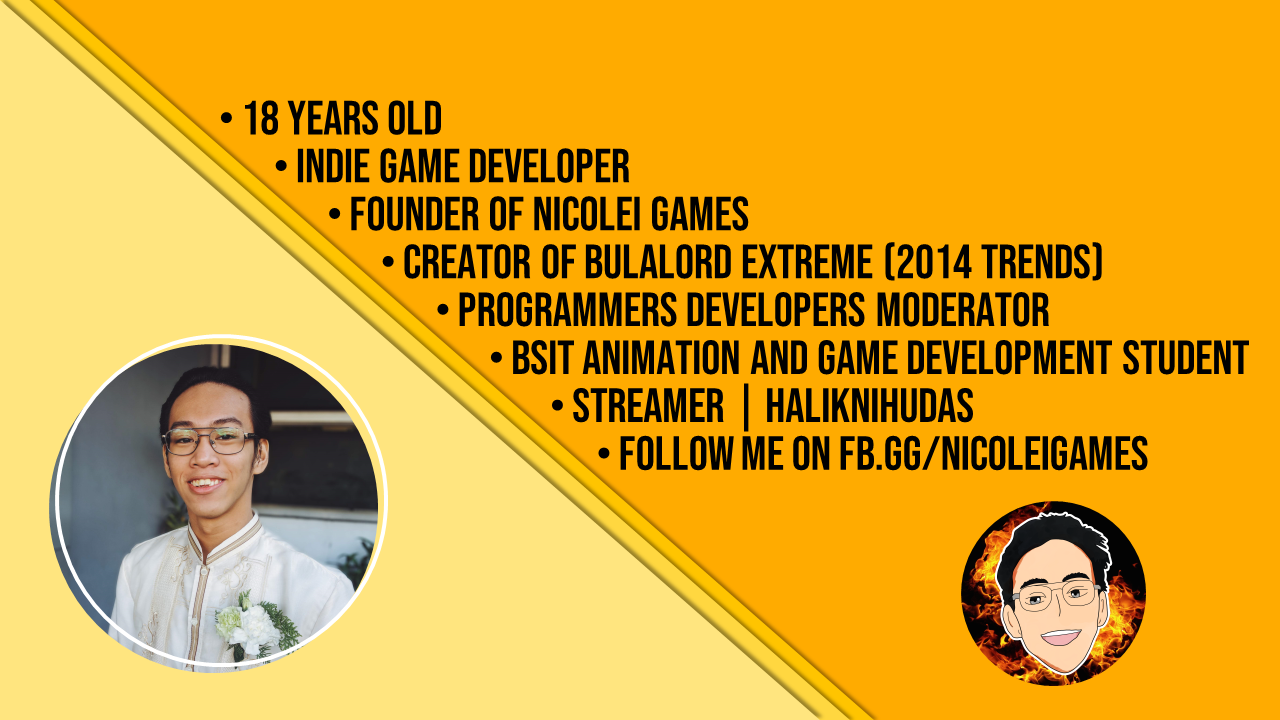 • 18 YEARS OLD
• INDIE GAME DEVELOPER
• FOUNDER OF NICOLEI GAMES
• CREATOR OF BULALORD EXTREME (2014 TRENDS)
• PROGRAMMERS DEVELOPERS MODERATOR
• BSIT ANIMATION AND GAME DEVELOPMENT STUDENT
• STREAMER | HALIKNIHUDAS
• FOLLOW ME ON FB.GG/NICOLEIGAMES